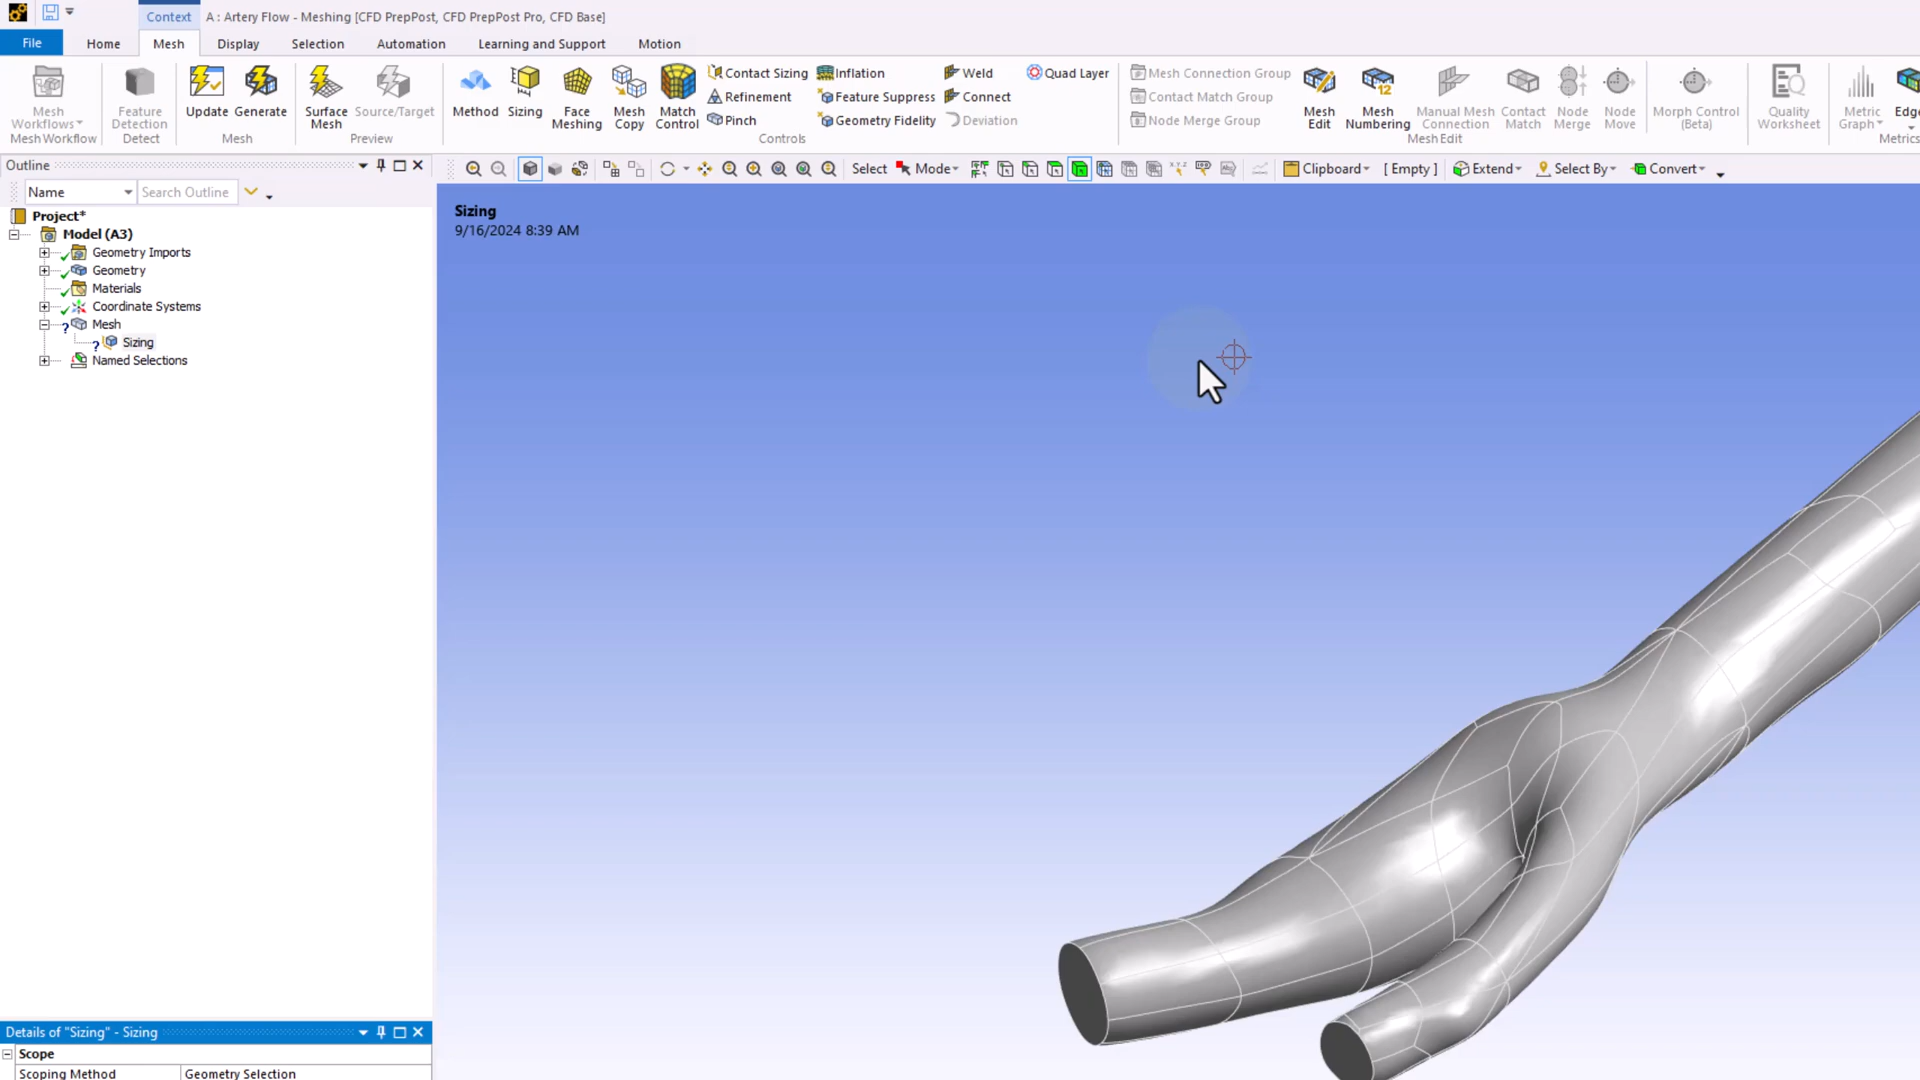 Context
A : Artery Flow - Meshing [CFD PrepPost, CFD PrepPost Pro, CFD Base]
File
Home
Mesh
Display
Selection
Automation
Learning and Support
Motion
Mesh
Workflows
MeshWorkflow
Feature
Detection
Detect
Update
Generate
Mesh
Surface
Mesh
Source/Target
Preview
Method
Sizing
Face
Meshing
Mesh
Copy
Match
Control
Contact Sizing
Refinement
Pinch
Inflation
Feature Suppress
Geometry Fidelity
Weld
Connect
Deviation
Quad Layer
Controls
Mesh Connection Group
Contact Match Group
Node Merge Group
Mesh
Edit
12
Mesh
Numbering
Manual Mesh
Connection
Contact
Match
Node
Merge
Node
Move
Mesh Edit
Morph Control
(Beta)
Quality
Worksheet
Metric
Graph
Edge
Metrics
Outline
Name
Search Outline
Select
Mode
Clipboard
[ Empty ]
Extend
Select By
Convert
Project*
Model (A3)
Geometry Imports
Geometry
Materials
Coordinate Systems
Mesh
Sizing
Named Selections
Sizing
9/16/2024 8:39 AM
Details of "Sizing" - Sizing
Scope
Scoping Method
Geometry Selection